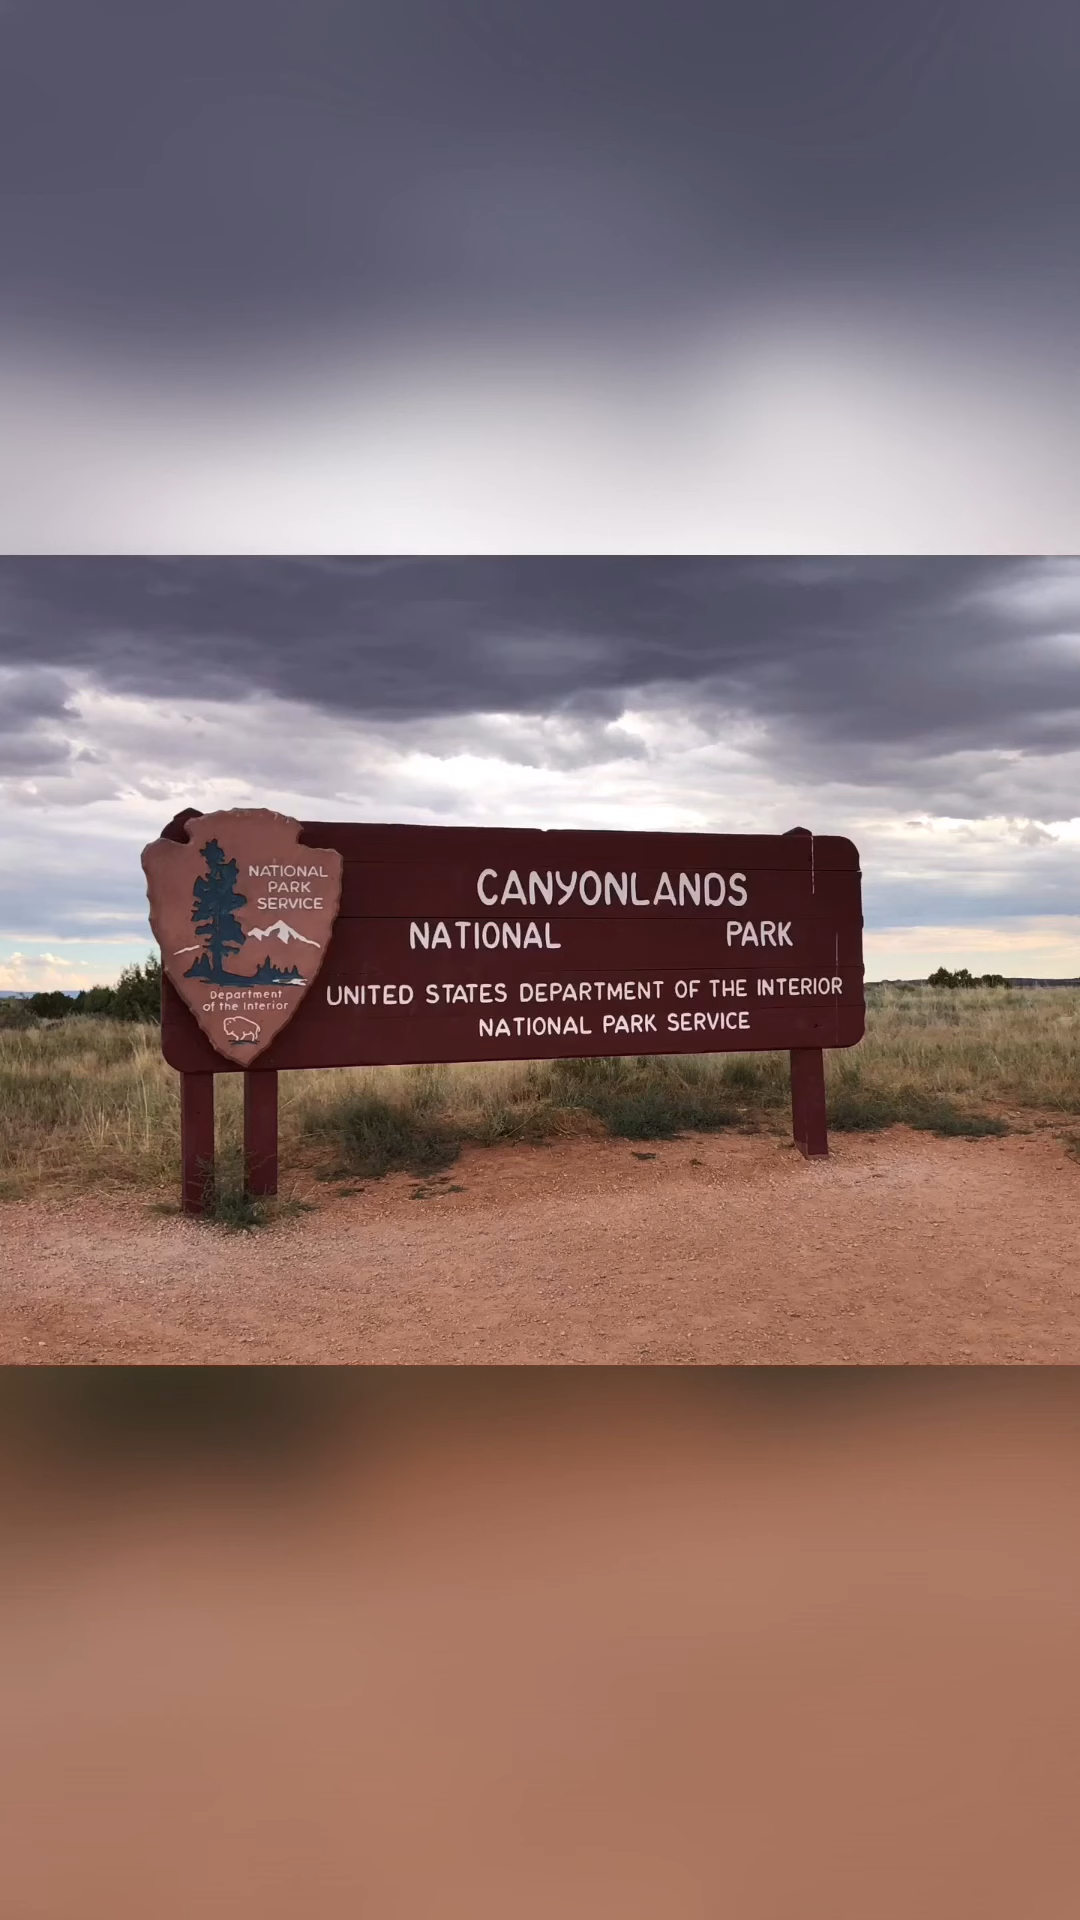 NATIONAL
PARK
SERVICE
Department
of the Interior
CANYONLANDS
NATIONAL PARK
UNITED STATES DEPARTMENT OF THE INTERIOR
NATIONAL PARK SERVICE